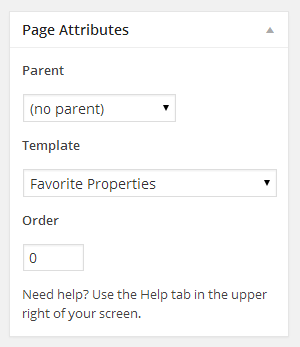 Page Attributes
Parent
(no parent)
Template
Favorite Properties
Order
0
Need help? Use the Help tab in the upper
right of your screen.